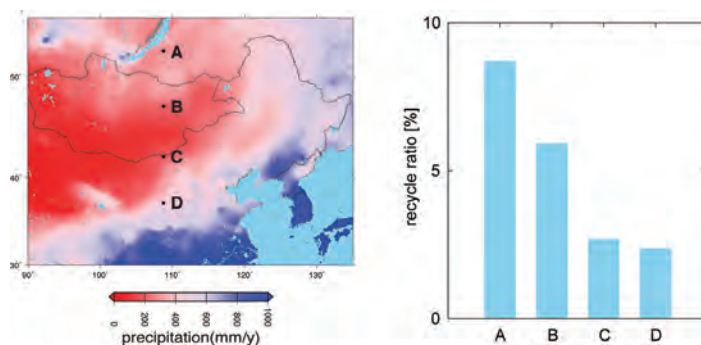 50˚
40˚
30˚
90˚ 100˚ 110˚ 120˚ 130˚
A
B
C
D
0 200 400 600 800 1000
precipitation(mm/y)
10
5
0
recycle ratio [%]
A B C D